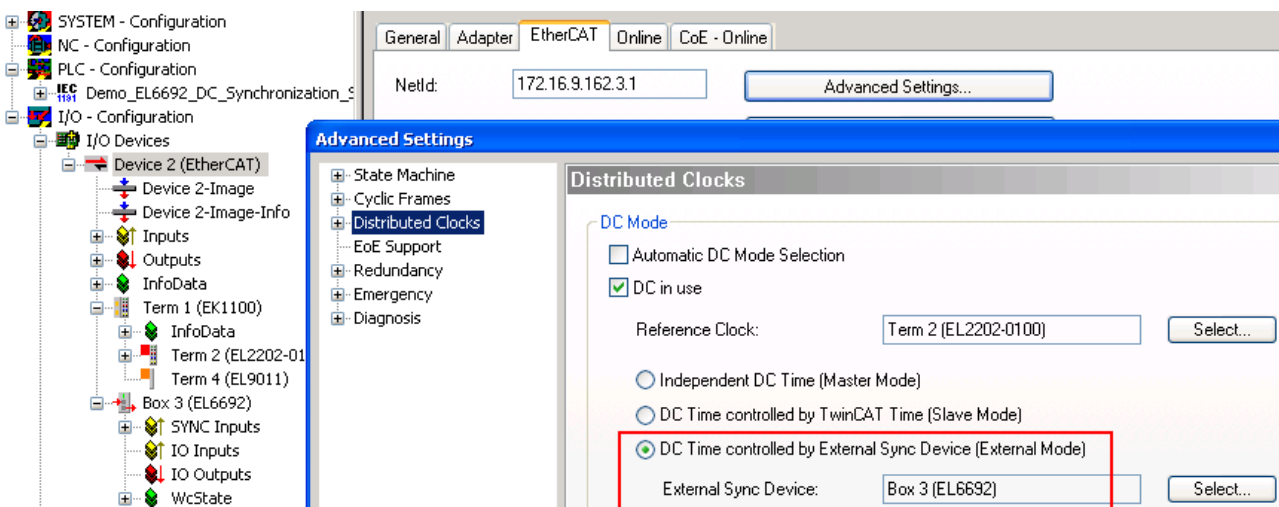 SYSTEM - Configuration
NC - Configuration
PLC - Configuration
IEC 1131 Demo_EL6692_DC_Synchronization_S
I/O - Configuration
I/O Devices
Device 2 (EtherCAT)
Device 2-Image
Device 2-Image-Info
Inputs
Outputs
InfoData
Term 1 (EK1100)
InfoData
Term 2 (EL2202-01
Term 4 (EL9011)
Box 3 (EL6692)
SYNC Inputs
IO Inputs
IO Outputs
WcState
General Adapter EtherCAT Online CoE - Online
NetId: 172.16.9.162.3.1 Advanced Settings...
Advanced Settings
State Machine
Cyclic Frames
Distributed Clocks
EoE Support
Redundancy
Emergency
Diagnosis
Distributed Clocks
DC Mode
Automatic DC Mode Selection
DC in use
Reference Clock: Term 2 (EL2202-0100) Select...
Independent DC Time (Master Mode)
DC Time controlled by TwinCAT Time (Slave Mode)
DC Time controlled by External Sync Device (External Mode)
External Sync Device: Box 3 (EL6692) Select...